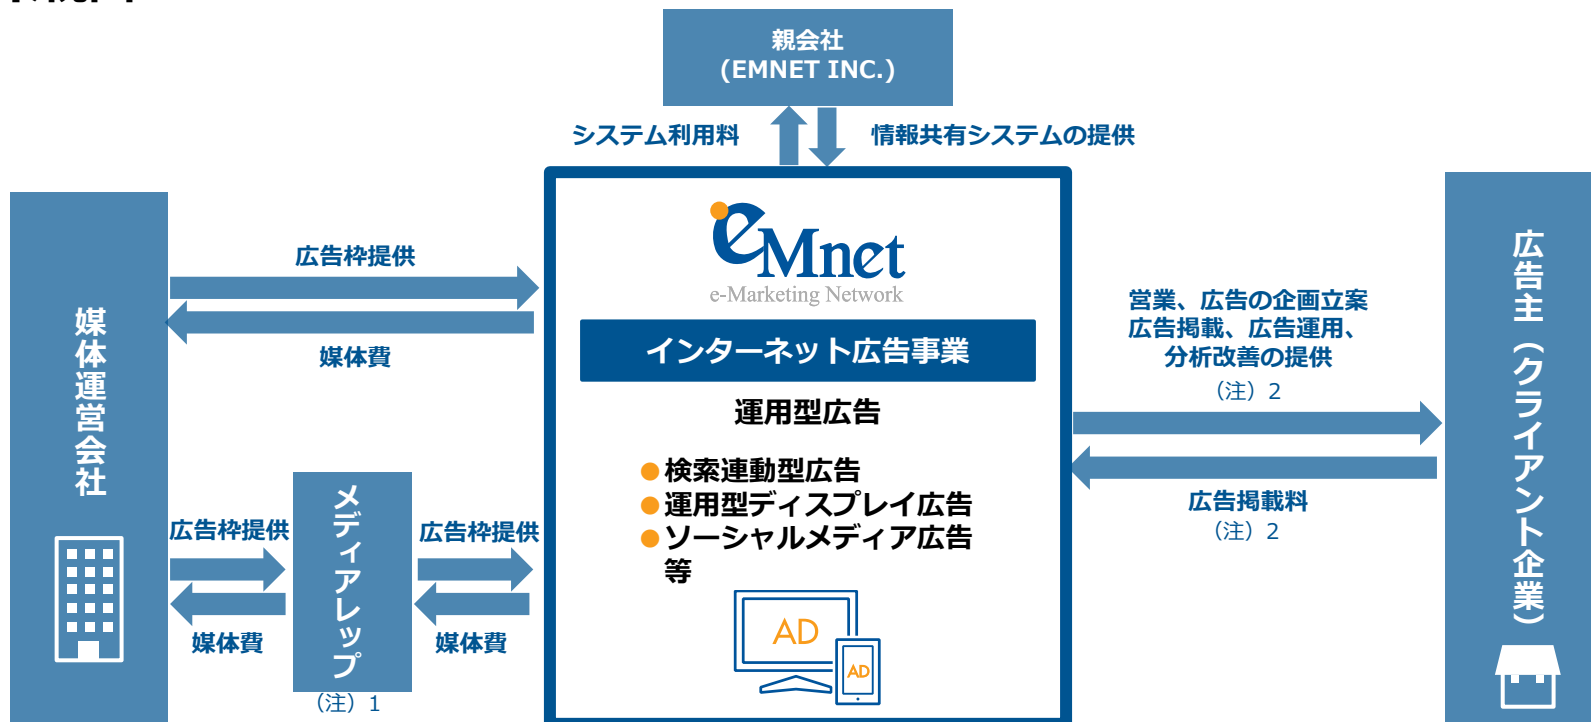 親会社
(EMNET INC.)
システム利用料
情報共有システムの提供
eMnet
e-Marketing Network
インターネット広告事業
運用型広告
●検索連動型広告
●運用型ディスプレイ広告
●ソーシャルメディア広告
等
AD
AD
媒体運営会社
広告枠提供
媒体費
広告枠提供
媒体費
メディアレップ
（注）1
広告枠提供
媒体費
営業、広告の企画立案
広告掲載、広告運用、
分析改善の提供
（注）2
広告掲載料
（注）2
広告主（クライアント企業）